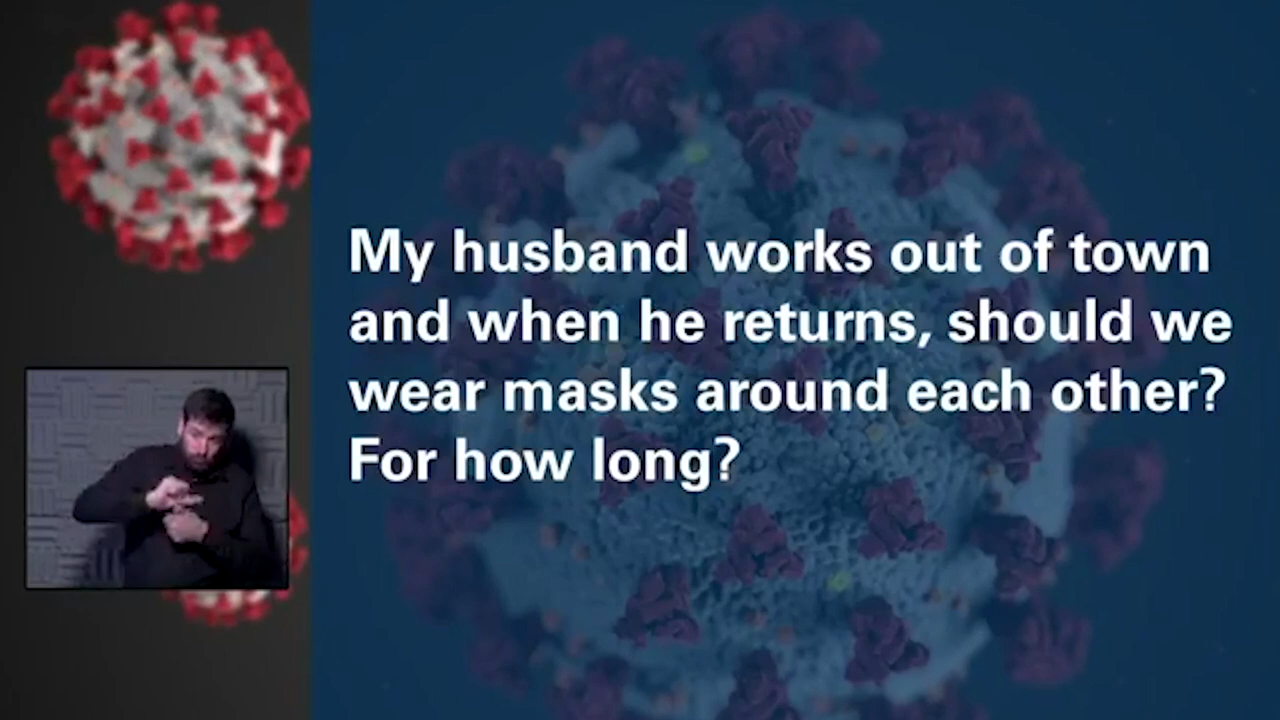 My husband works out of town
and when he returns, should we
wear masks around each other?
For how long?